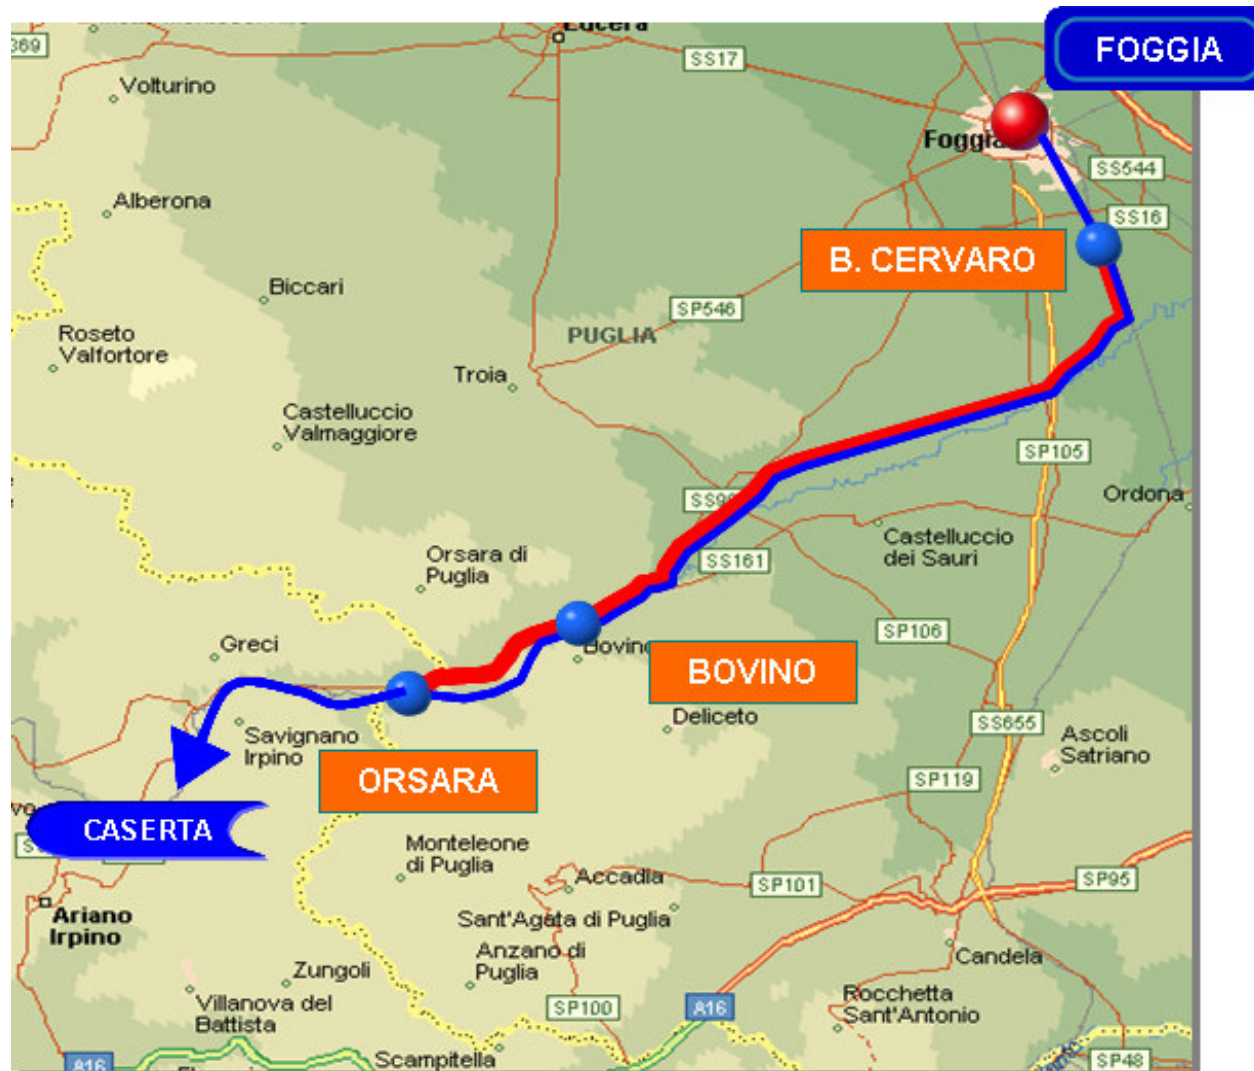 Lucera
FOGGIA
369
SS17
Volturino
Foggia
SS544
Alberona
SS16
B. CERVARO
Biccari
SP546
PUGLIA
Roseto
Valfortore
Troia
Castelluccio
Valmaggiore
SP105
Ordona
Castelluccio
dei Sauri
Orsara di
Puglia
SS161
SP106
Greci
Bovino
BOVINO
Deliceto
SS655
Ascoli
Satriano
Savignano
Irpino
ORSARA
SP119
CASERTA
Monteleone
di Puglia
Accadia
SP101
SP95
Ariano
Irpino
Sant'Agata di Puglia
Anzano di
Puglia
Candela
Zungoli
Villanova del
Battista
SP100
A16
Rocchetta
Sant'Antonio
Scampitella
A16
SP48